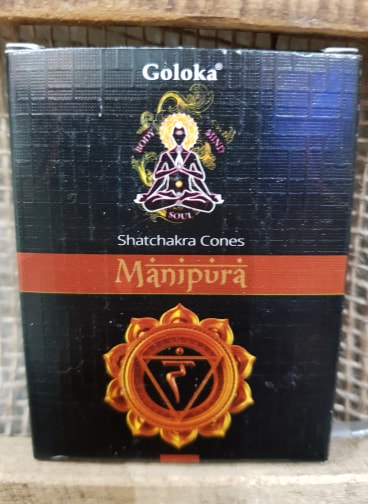 Goloka®
BODY MIND
SOUL
Shatchakra Cones
Manipura
रं